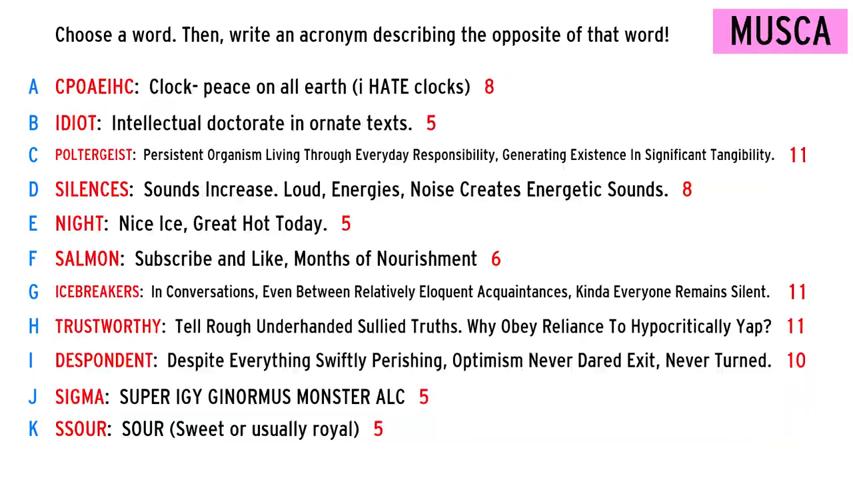 Choose a word. Then, write an acronym describing the opposite of that word!
MUSCA
A CPOAEIHC: Clock- peace on all earth (i HATE clocks) 8
B IDIOT: Intellectual doctorate in ornate texts. 5
C POLTERGEIST: Persistent Organism Living Through Everyday Responsibility, Generating Existence In Significant Tangibility. 11
D SILENCES: Sounds Increase. Loud, Energies, Noise Creates Energetic Sounds. 8
E NIGHT: Nice Ice, Great Hot Today. 5
F SALMON: Subscribe and Like, Months of Nourishment 6
G ICEBREAKERS: In Conversations, Even Between Relatively Eloquent Acquaintances, Kinda Everyone Remains Silent. 11
H TRUSTWORTHY: Tell Rough Underhanded Sullied Truths. Why Obey Reliance To Hypocritically Yap? 11
I DESPONDENT: Despite Everything Swiftly Perishing, Optimism Never Dared Exit, Never Turned. 10
J SIGMA: SUPER IGY GINORMUS MONSTER ALC 5
K SSOUR: SOUR (Sweet or usually royal) 5